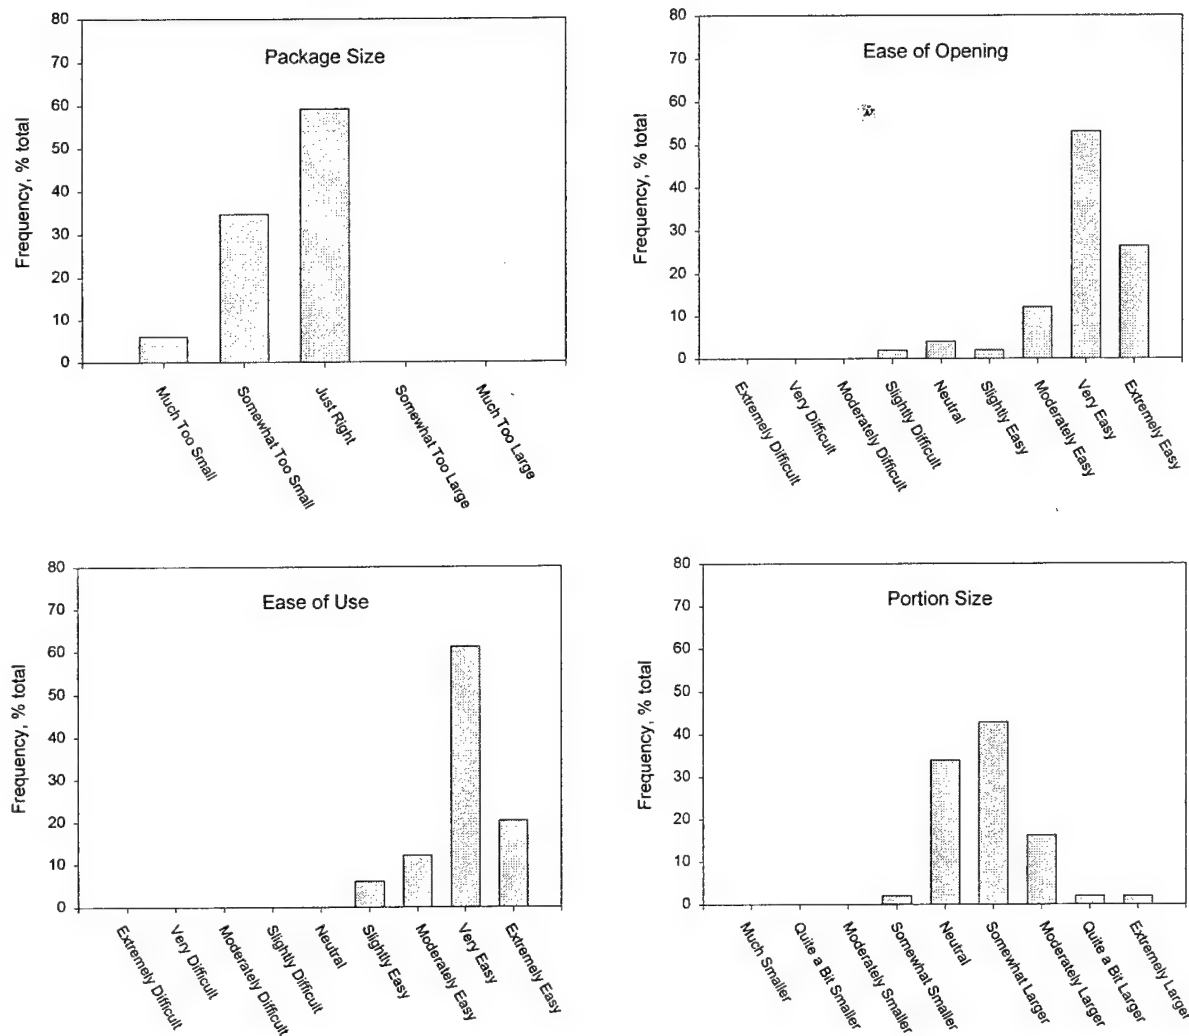 Package Size
Frequency, % total
80
70
60
50
40
30
20
10
0
Much Too Small
Somewhat Too Small
Just Right
Somewhat Too Large
Much Too Large
Ease of Opening
Frequency, % total
80
70
60
50
40
30
20
10
0
Extremely Difficult
Very Difficult
Moderately Difficult
Slightly Difficult
Neutral
Slightly Easy
Moderately Easy
Very Easy
Extremely Easy
Ease of Use
Frequency, % total
80
70
60
50
40
30
20
10
0
Extremely Difficult
Very Difficult
Moderately Difficult
Slightly Difficult
Neutral
Slightly Easy
Moderately Easy
Very Easy
Extremely Easy
Portion Size
Frequency, % total
80
70
60
50
40
30
20
10
0
Much Smaller
Quite a Bit Smaller
Moderately Smaller
Somewhat Smaller
Neutral
Somewhat Larger
Moderately Larger
Quite a Bit Larger
Extremely Larger